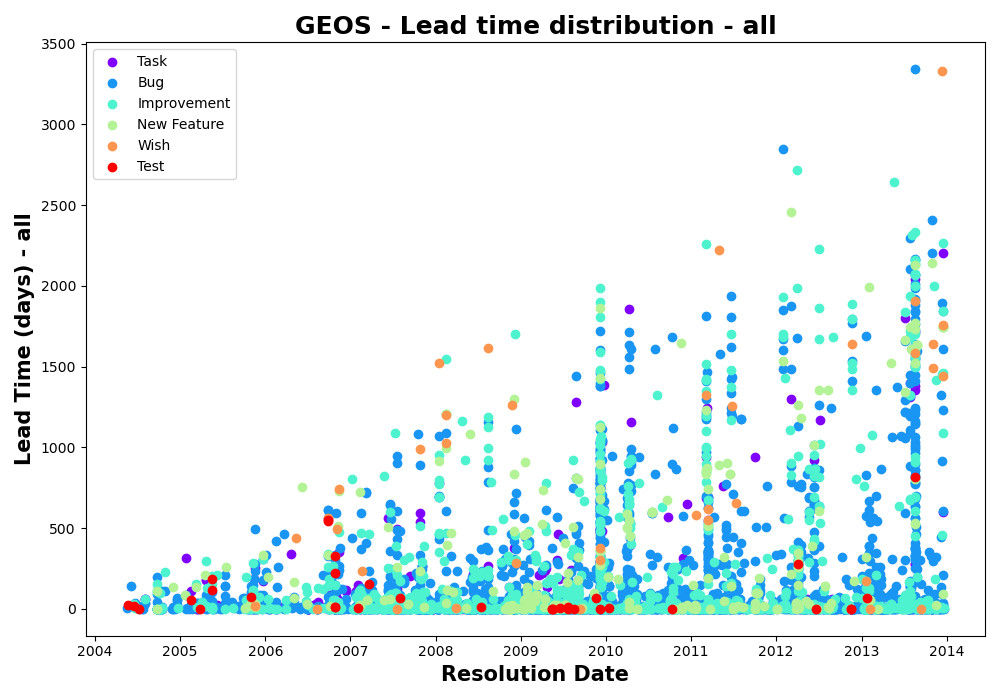 GEOS - Lead time distribution - all
3500
3000
2500
2000
1500
1000
500
0
Lead Time (days) - all
Task
Bug
Improvement
New Feature
Wish
Test
2004 2005 2006 2007 2008 2009 2010 2011 2012 2013 2014
Resolution Date